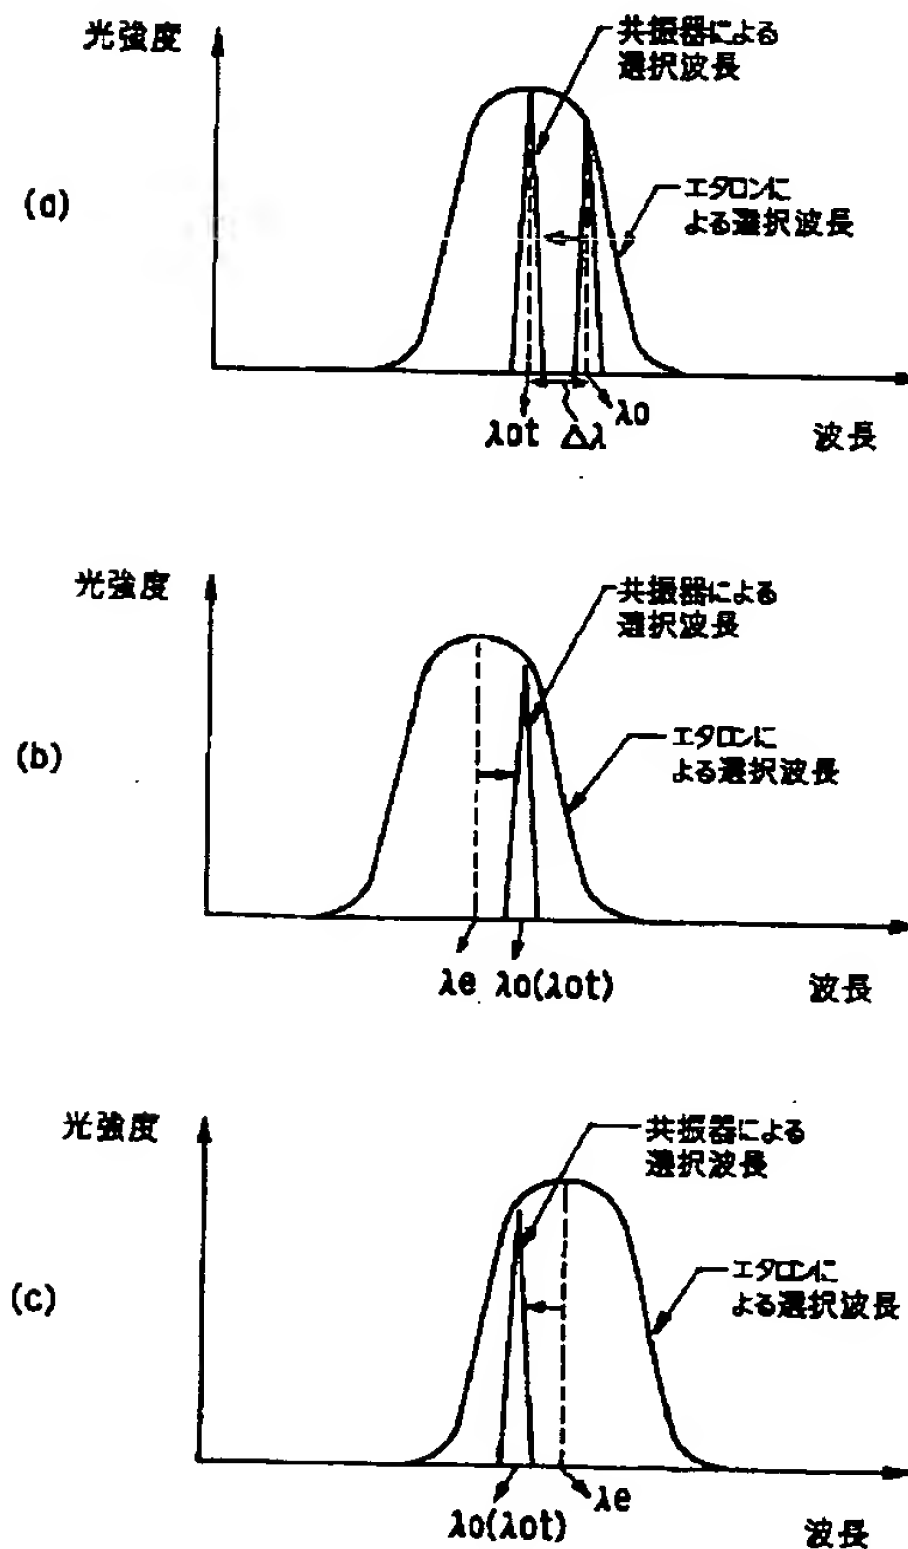 光強度
共振器による
選択波長
(a)
エタロンに
よる選択波長
λot
Δλ
λo
波長
光強度
共振器による
選択波長
(b)
エタロンに
よる選択波長
λe
λo(λot)
波長
光強度
共振器による
選択波長
(c)
エタロンに
よる選択波長
λo(λot)
λe
波長